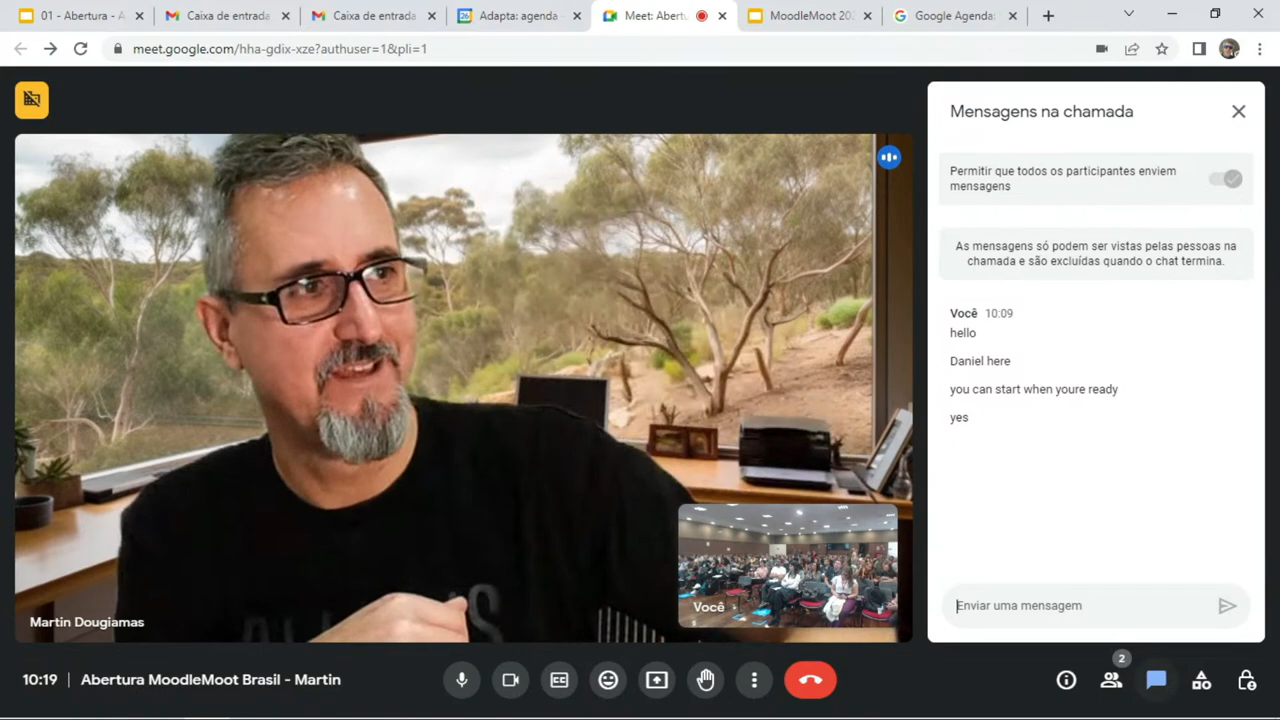 01 - Abertura - A
Caixa de entrada
Caixa de entrada
26
Adapta: agenda -
Meet: Abertu
MoodleMoot 202
Google Agenda:
meet.google.com/hha-gdix-xze?authuser=1&pli=1
Mensagens na chamada
Permitir que todos os participantes enviem
mensagens
As mensagens só podem ser vistas pelas pessoas na
chamada e são excluídas quando o chat termina.
Você 10:09
hello
Daniel here
you can start when youre ready
yes
Você
Enviar uma mensagem
Martin Dougiamas
10:19 | Abertura MoodleMoot Brasil - Martin
CC
2